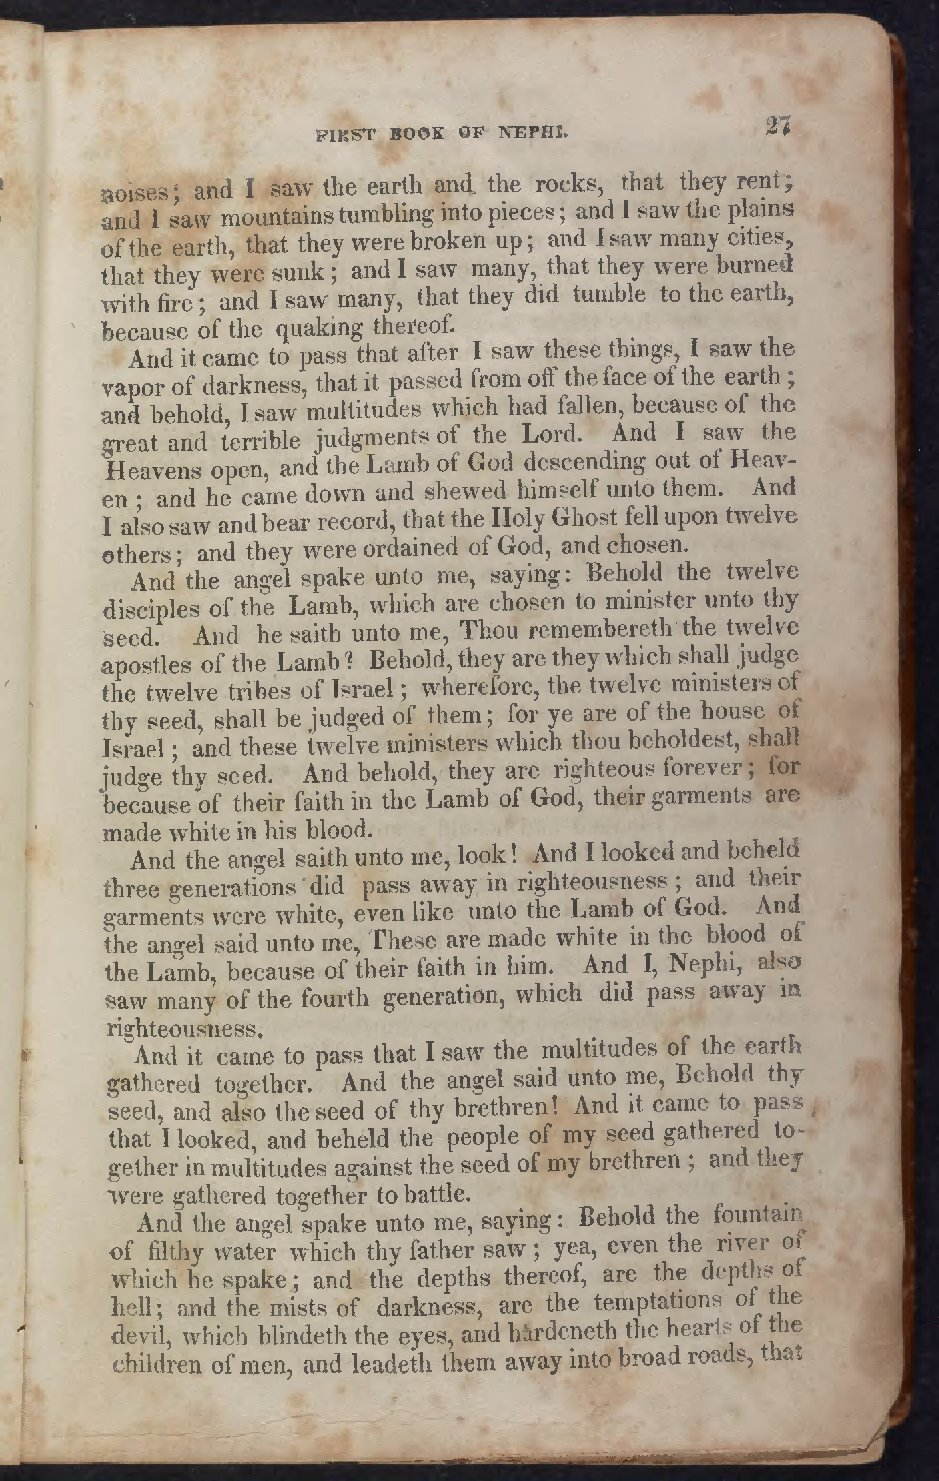 FIRST BOOK OF NEPHI. 27
noises; and I saw the earth and the rocks, that they rent;
and I saw mountains tumbling into pieces; and I saw the plains
of the earth, that they were broken up; and I saw many cities,
that they were sunk; and I saw many, that they were burned
with fire; and I saw many, that they did tumble to the earth,
because of the quaking thereof.
And it came to pass that after I saw these things, I saw the
vapor of darkness, that it passed from off the face of the earth;
and behold, I saw multitudes which had fallen, because of the
great and terrible judgments of the Lord. And I saw the
Heavens open, and the Lamb of God descending out of Heav-
en; and he came down and shewed himself unto them. And
I also saw and bear record, that the Holy Ghost fell upon twelve
others; and they were ordained of God, and chosen.
And the angel spake unto me, saying: Behold the twelve
disciples of the Lamb, which are chosen to minister unto thy
seed. And he saith unto me, Thou remembereth the twelve
apostles of the Lamb? Behold, they are they which shall judge
the twelve tribes of Israel; wherefore, the twelve ministers of
thy seed, shall be judged of them; for ye are of the house of
Israel; and these twelve ministers which thou beholdest, shall
judge thy seed. And behold, they are righteous forever; for
because of their faith in the Lamb of God, their garments are
made white in his blood.
And the angel saith unto me, look! And I looked and beheld
three generations did pass away in righteousness; and their
garments were white, even like unto the Lamb of God. And
the angel said unto me, These are made white in the blood of
the Lamb, because of their faith in him. And I, Nephi, also
saw many of the fourth generation, which did pass away in
righteousness.
And it came to pass that I saw the multitudes of the earth
gathered together. And the angel said unto me, Behold thy
seed, and also the seed of thy brethren! And it came to pass
that I looked, and beheld the people of my seed gathered to-
gether in multitudes against the seed of my brethren; and they
were gathered together to battle.
And the angel spake unto me, saying: Behold the fountain
of filthy water which thy father saw; yea, even the river of
which he spake; and the depths thereof, are the depths of
hell; and the mists of darkness, are the temptations of the
devil, which blindeth the eyes, and hardeneth the hearts of the
children of men, and leadeth them away into broad roads, that